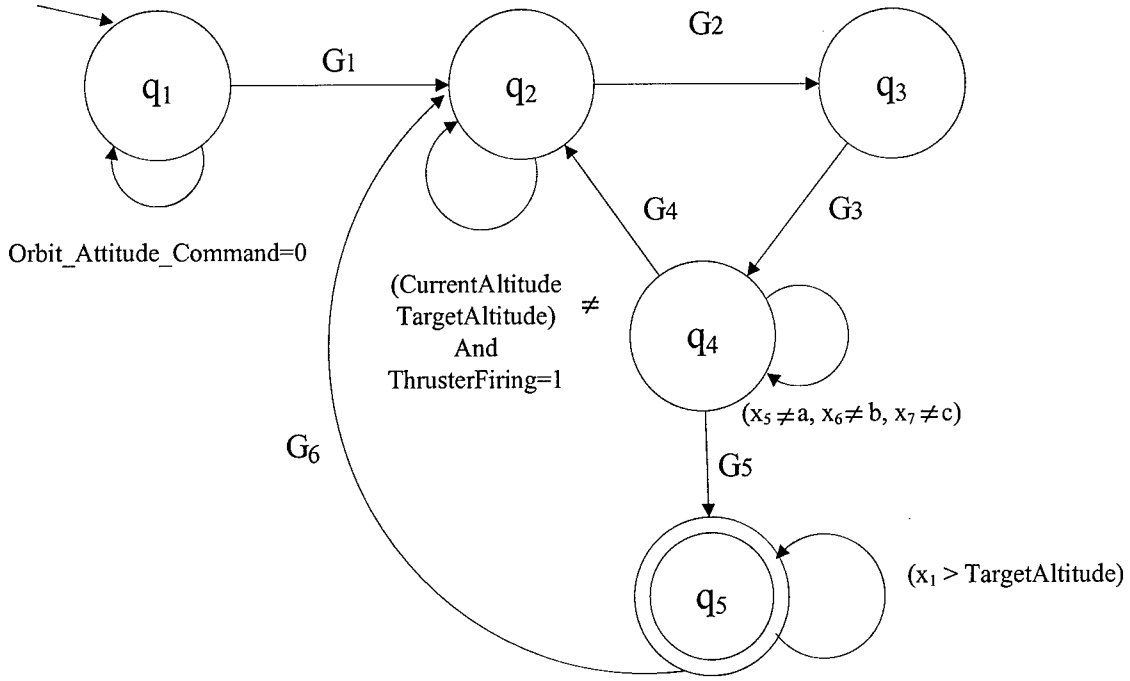 G1
G2
q1
q2
q3
G4
G3
Orbit_Attitude_Command=0
(CurrentAltitude ≠
TargetAltitude)
And
ThrusterFiring=1
q4
(x5 ≠ a, x6 ≠ b, x7 ≠ c)
G6
G5
(x1 > TargetAltitude)
q5